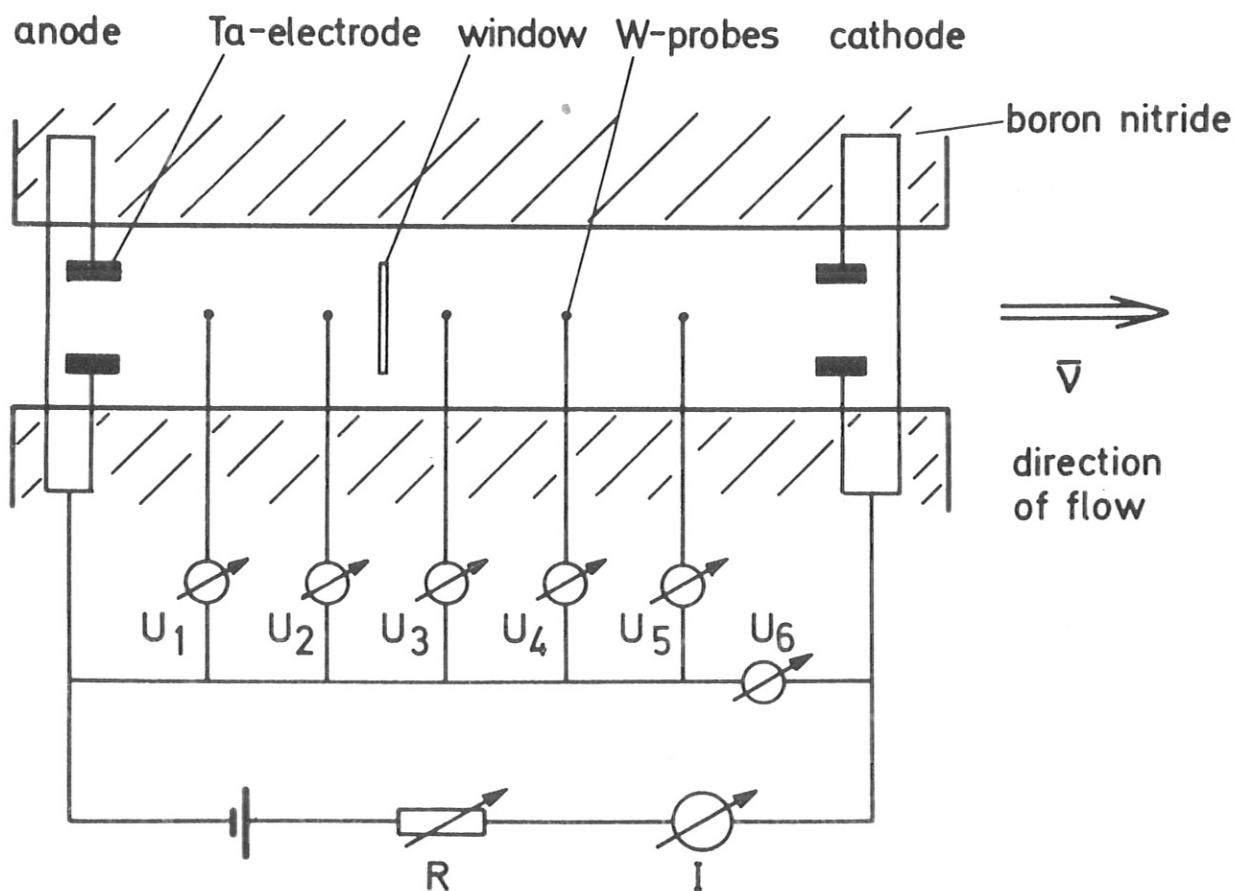 anode Ta-electrode window W-probes cathode
boron nitride
v̅
direction
of flow
U1 U2 U3 U4 U5 U6
R I